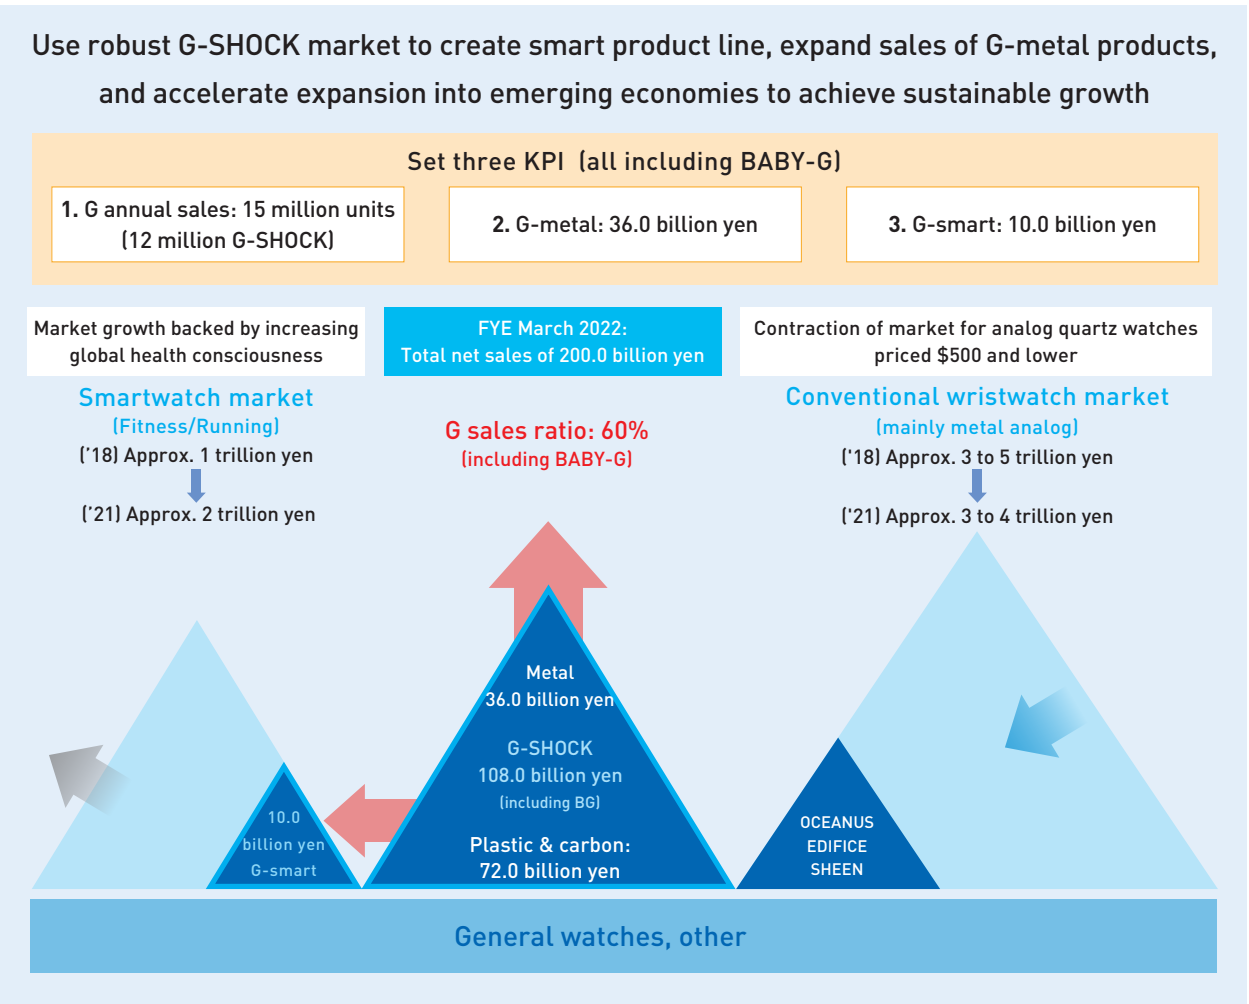 Use robust G-SHOCK market to create smart product line, expand sales of G-metal products,
and accelerate expansion into emerging economies to achieve sustainable growth
Set three KPI (all including BABY-G)
1. G annual sales: 15 million units
(12 million G-SHOCK)
2. G-metal: 36.0 billion yen
3. G-smart: 10.0 billion yen
Market growth backed by increasing
global health consciousness
Smartwatch market
(Fitness/Running)
('18) Approx. 1 trillion yen
('21) Approx. 2 trillion yen
FYE March 2022:
Total net sales of 200.0 billion yen
G sales ratio: 60%
(including BABY-G)
Contraction of market for analog quartz watches
priced $500 and lower
Conventional wristwatch market
(mainly metal analog)
('18) Approx. 3 to 5 trillion yen
('21) Approx. 3 to 4 trillion yen
10.0
billion yen
G-smart
Metal
36.0 billion yen
G-SHOCK
108.0 billion yen
(including BG)
Plastic & carbon:
72.0 billion yen
OCEANUS
EDIFICE
SHEEN
General watches, other